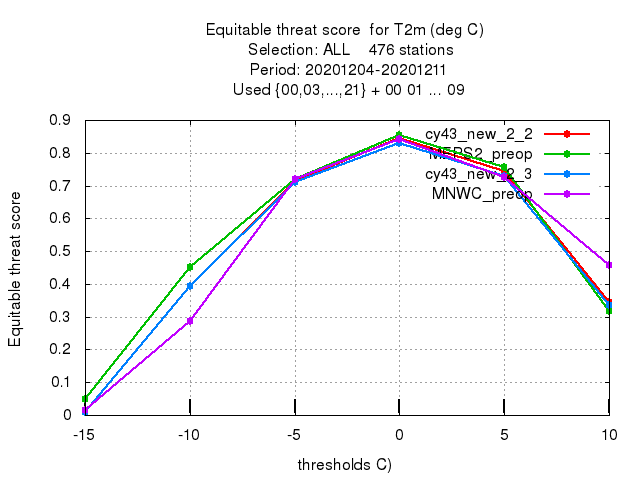 Equitable threat score  for T2m (deg C)
Selection: ALL    476 stations
Period: 20201204-20201211
Used {00,03,...,21} + 00 01 ... 09
Equitable threat score
0.9
0.8
0.7
0.6
0.5
0.4
0.3
0.2
0.1
0
-15 -10 -5 0 5 10
thresholds C)
cy43_new_2_2
MEPS2_preop
cy43_new_2_3
MNWC_preop